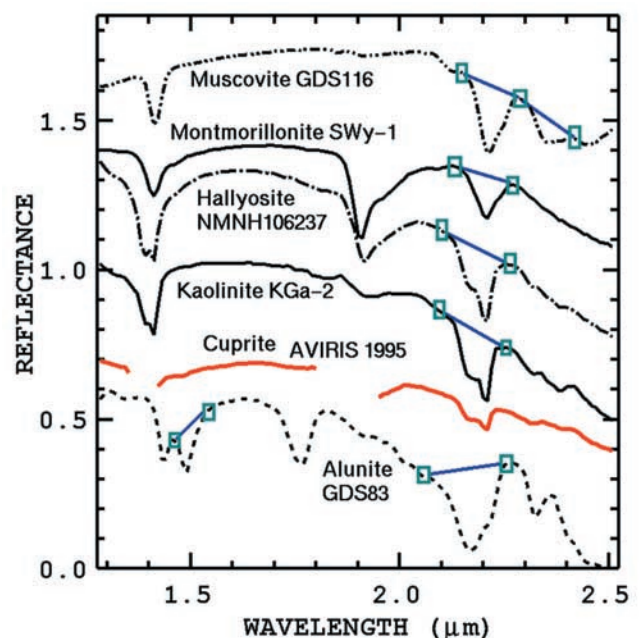 Muscovite GDS116
1.5
Montmorillonite SWy-1
Hallyosite
NMNH106237
1.0
Kaolinite KGa-2
Cuprite AVIRIS 1995
0.5
Alunite
GDS83
0.0
1.5 2.0 2.5
WAVELENGTH (μm)
REFLECTANCE